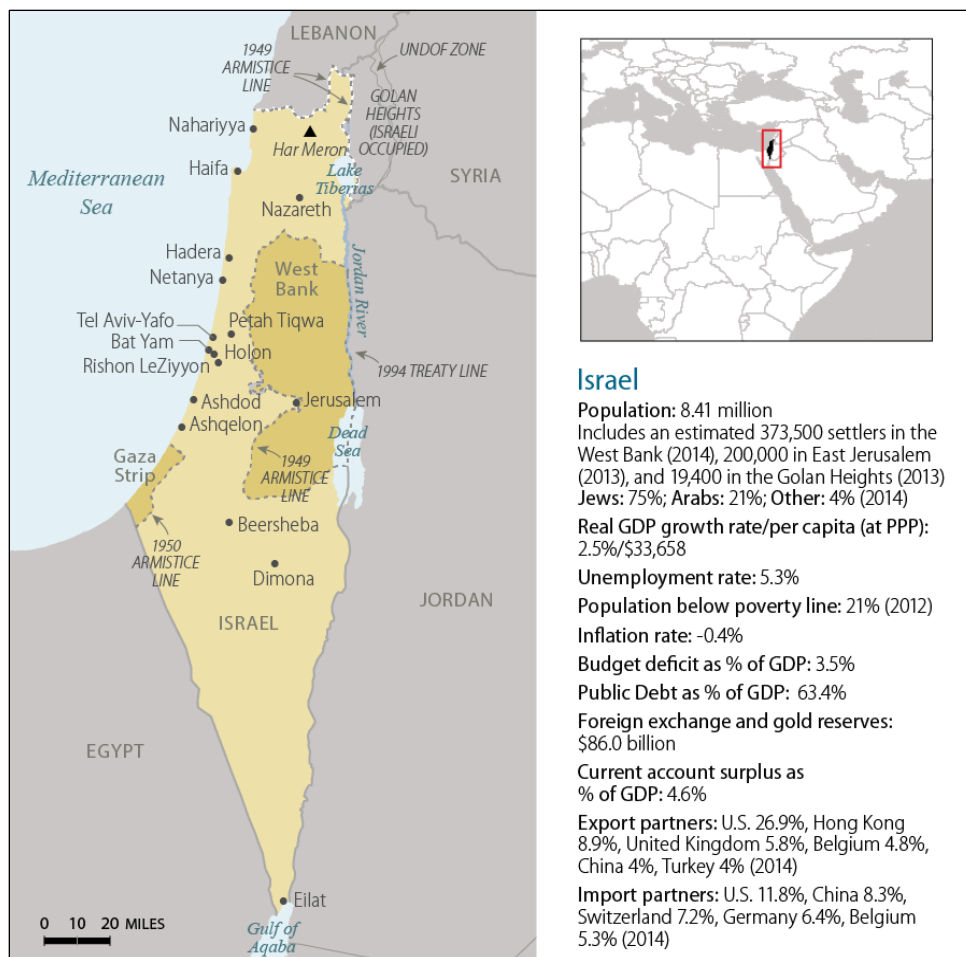 LEBANON
1949
ARMISTICE
LINE
UNDOF ZONE
GOLAN
HEIGHTS
(ISRAELI
OCCUPIED)
Nahariyya
Har Meron
Haifa
Lake
Tiberias
Mediterranean
Sea
SYRIA
Nazareth
Hadera
Netanya
West
Bank
Jordan River
Tel Aviv-Yafo
Petah Tiqwa
Bat Yam
Holon
Rishon LeZiyyon
1994 TREATY LINE
Ashdod
Jerusalem
Ashqelon
Dead
Sea
Gaza
Strip
1949
ARMISTICE
LINE
Beersheba
1950
ARMISTICE
LINE
Dimona
ISRAEL
JORDAN
EGYPT
Eilat
0 10 20 MILES
Gulf of
Aqaba
Israel
Population: 8.41 million
Includes an estimated 373,500 settlers in the
West Bank (2014), 200,000 in East Jerusalem
(2013), and 19,400 in the Golan Heights (2013)
Jews: 75%; Arabs: 21%; Other: 4% (2014)
Real GDP growth rate/per capita (at PPP):
2.5%/$33,658
Unemployment rate: 5.3%
Population below poverty line: 21% (2012)
Inflation rate: -0.4%
Budget deficit as % of GDP: 3.5%
Public Debt as % of GDP: 63.4%
Foreign exchange and gold reserves:
$86.0 billion
Current account surplus as
% of GDP: 4.6%
Export partners: U.S. 26.9%, Hong Kong
8.9%, United Kingdom 5.8%, Belgium 4.8%,
China 4%, Turkey 4% (2014)
Import partners: U.S. 11.8%, China 8.3%,
Switzerland 7.2%, Germany 6.4%, Belgium
5.3% (2014)